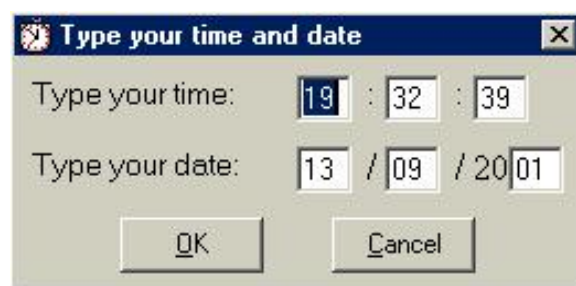 Type your time and date
Type your time: 19 : 32 : 39
Type your date: 13 / 09 / 2001
OK Cancel